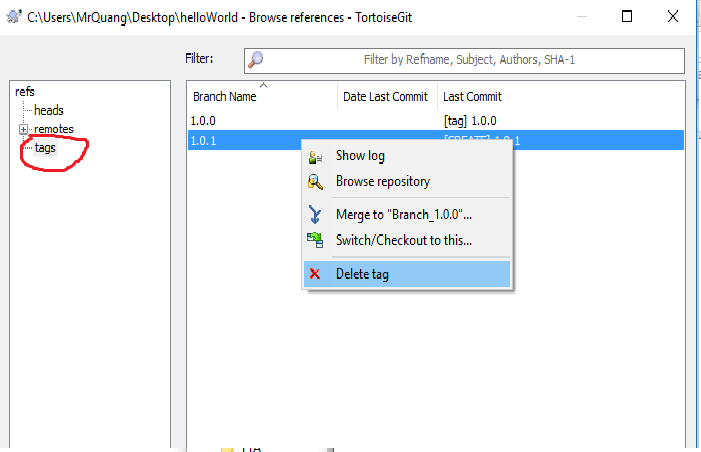 C:\Users\MrQuang\Desktop\helloWorld - Browse references - TortoiseGit
Filter:
Filter by Refname, Subject, Authors, SHA-1
refs
heads
remotes
tags
Branch Name
Date Last Commit
Last Commit
1.0.0
[tag] 1.0.0
1.0.1
[CREATE] 1.0.1
Show log
Browse repository
Merge to "Branch_1.0.0"...
Switch/Checkout to this...
Delete tag